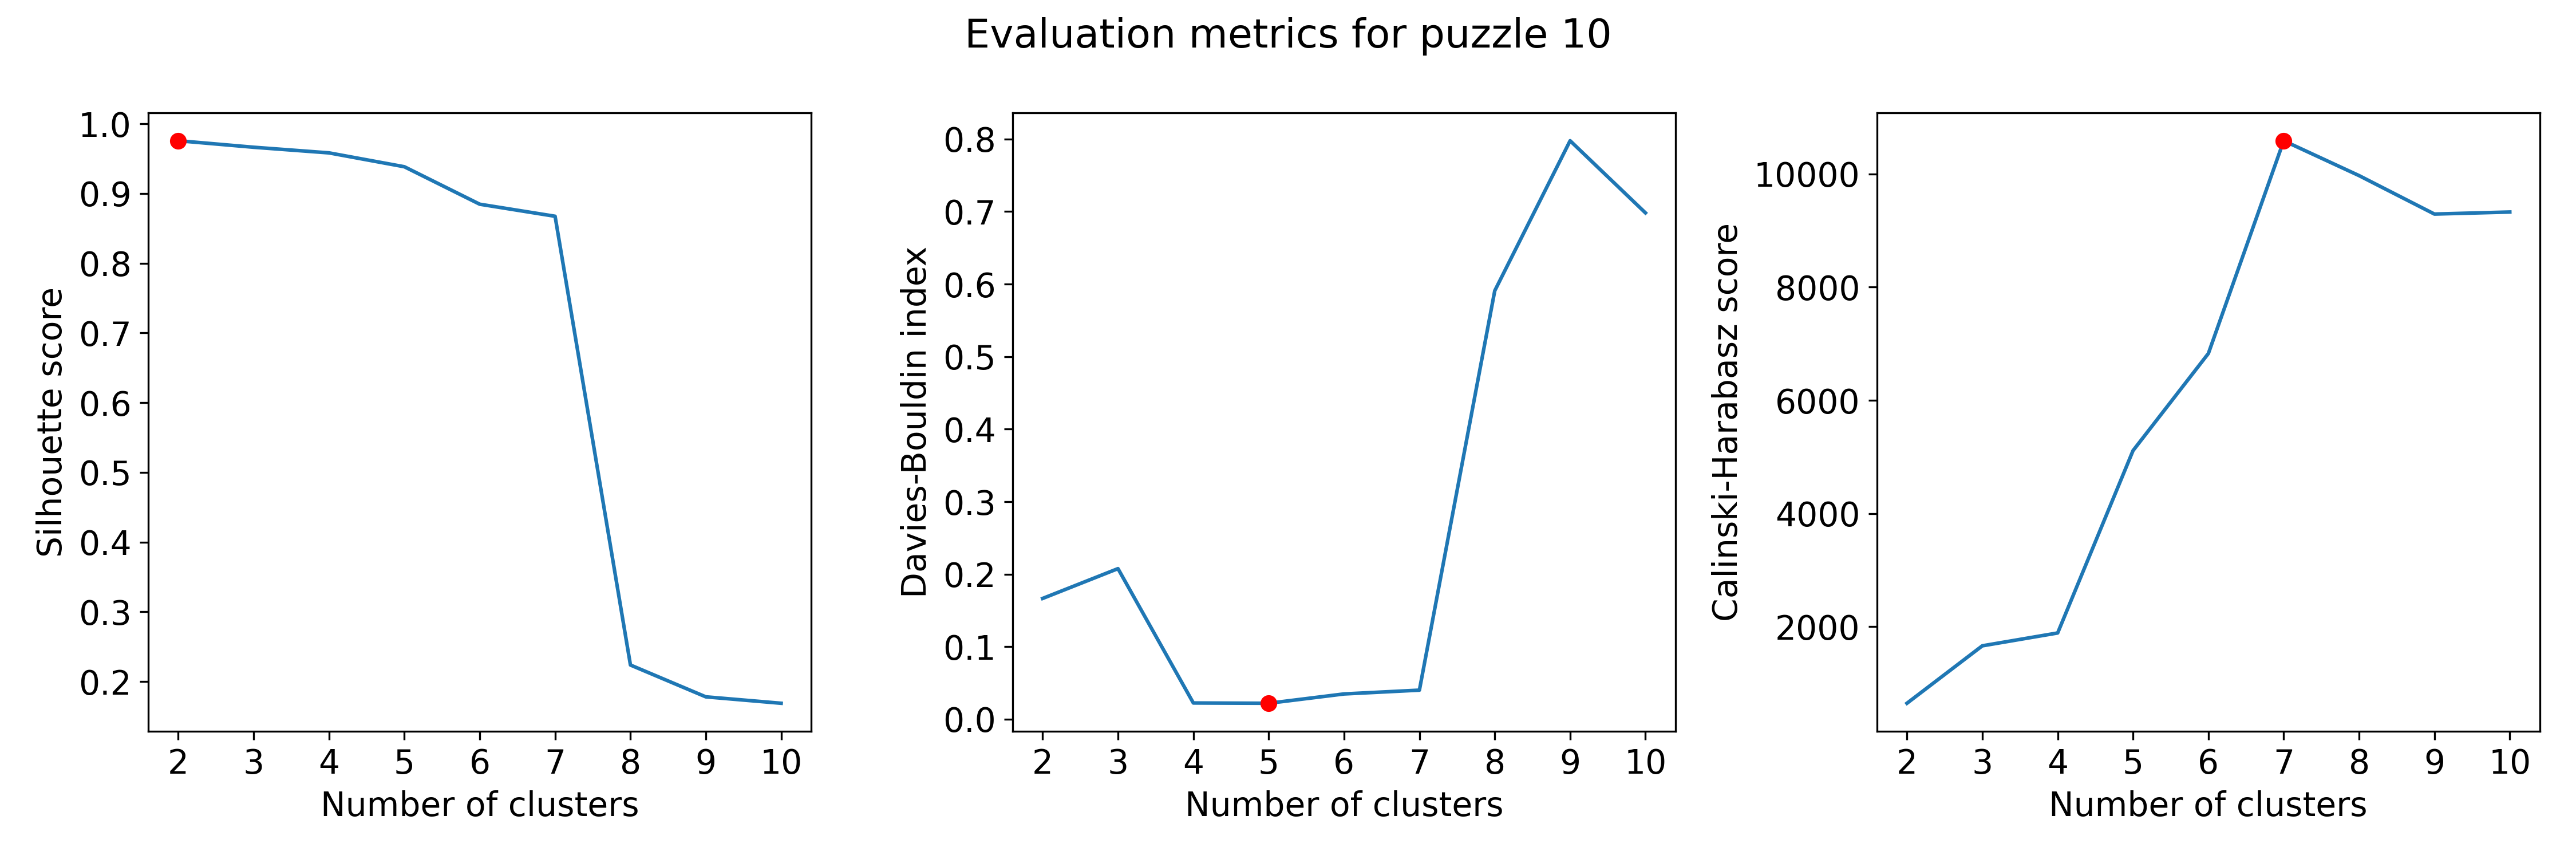 Evaluation metrics for puzzle 10
Silhouette score
1.0
0.9
0.8
0.7
0.6
0.5
0.4
0.3
0.2
2 3 4 5 6 7 8 9 10
Number of clusters
Davies-Bouldin index
0.8
0.7
0.6
0.5
0.4
0.3
0.2
0.1
0.0
2 3 4 5 6 7 8 9 10
Number of clusters
Calinski-Harabasz score
10000
8000
6000
4000
2000
2 3 4 5 6 7 8 9 10
Number of clusters